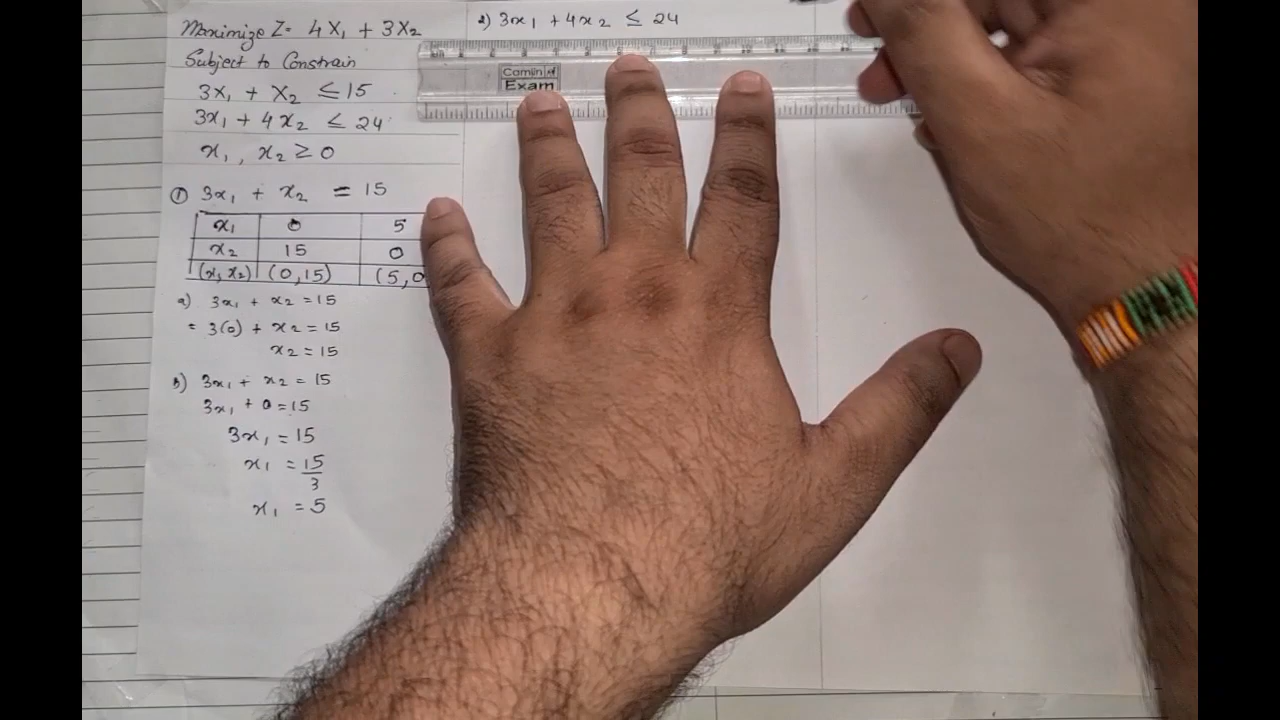 Maximize Z= 4X₁ + 3X₂
Subject to Constrain
3x₁ + X₂ ≤ 15
3x₁ + 4x₂ ≤ 24
x₁, x₂ ≥ 0
① 3x₁ + x₂ = 15
x₁ 0 5
x₂ 15 0
(x₁ x₂) (0,15) (5,0
a) 3x₁ + x₂ = 15
= 3(0) + x₂ = 15
x₂ = 15
b) 3x₁ + x₂ = 15
3x₁ + 0 = 15
3x₁ = 15
x₁ = 15/3
x₁ = 5
2) 3x₁ + 4x₂ ≤ 24
Camlin
Exam